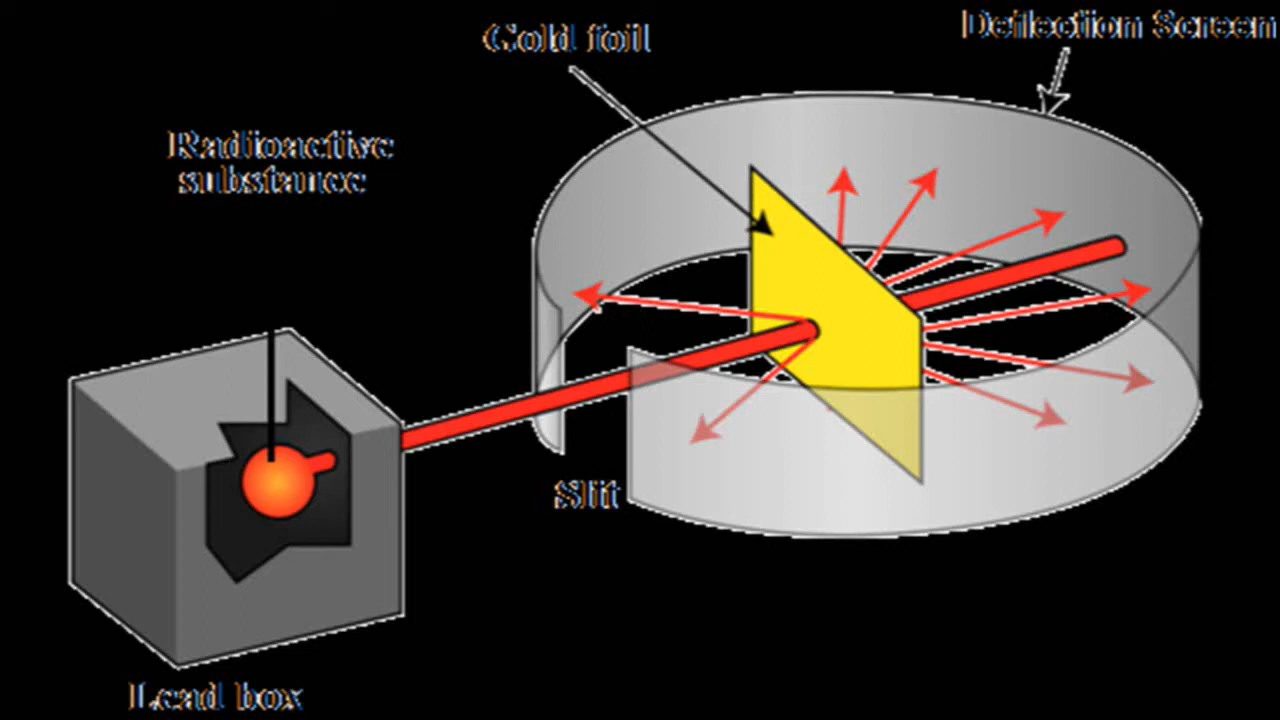 Gold foil
Deflection Screen
Radioactive
substance
Slit
Lead box